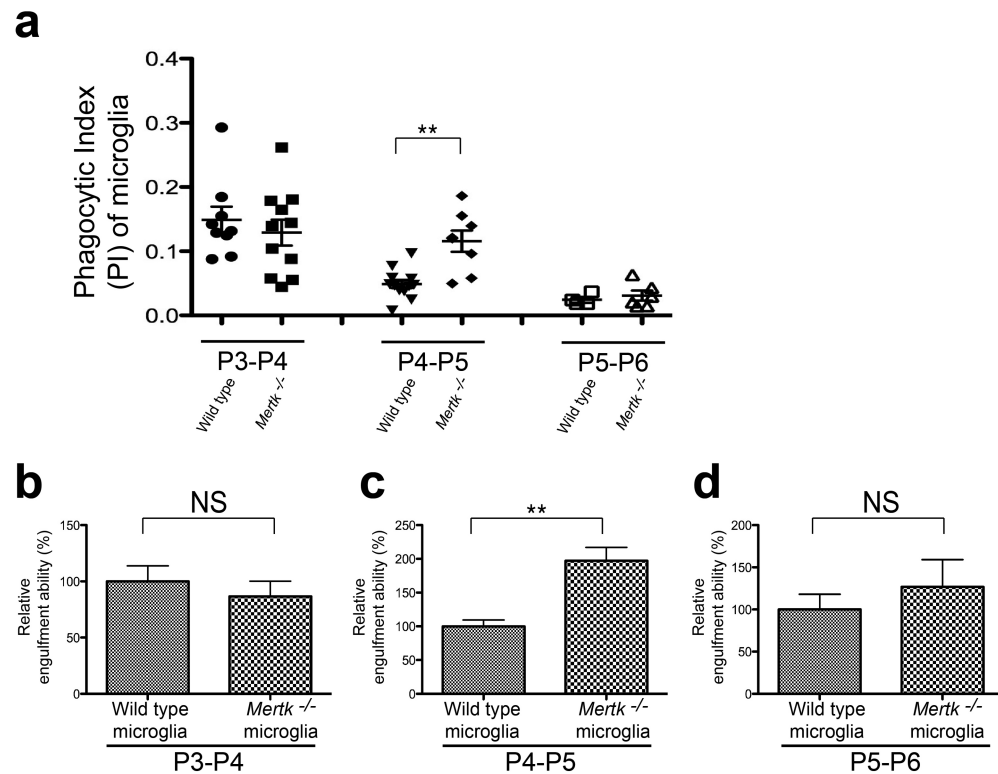 a
Phagocytic Index
(PI) of microglia
0.4
0.3
0.2
0.1
0.0
**
P3-P4
P4-P5
P5-P6
Wild type
Mertk -/-
Wild type
Mertk -/-
Wild type
Mertk -/-
b
NS
Relative
engulfment ability (%)
150
100
50
0
Wild type
microglia
Mertk -/-
microglia
P3-P4
c
**
Relative
engulfment ability (%)
250
200
150
100
50
0
Wild type
microglia
Mertk -/-
microglia
P4-P5
d
NS
Relative
engulfment ability (%)
200
150
100
50
0
Wild type
microglia
Mertk -/-
microglia
P5-P6